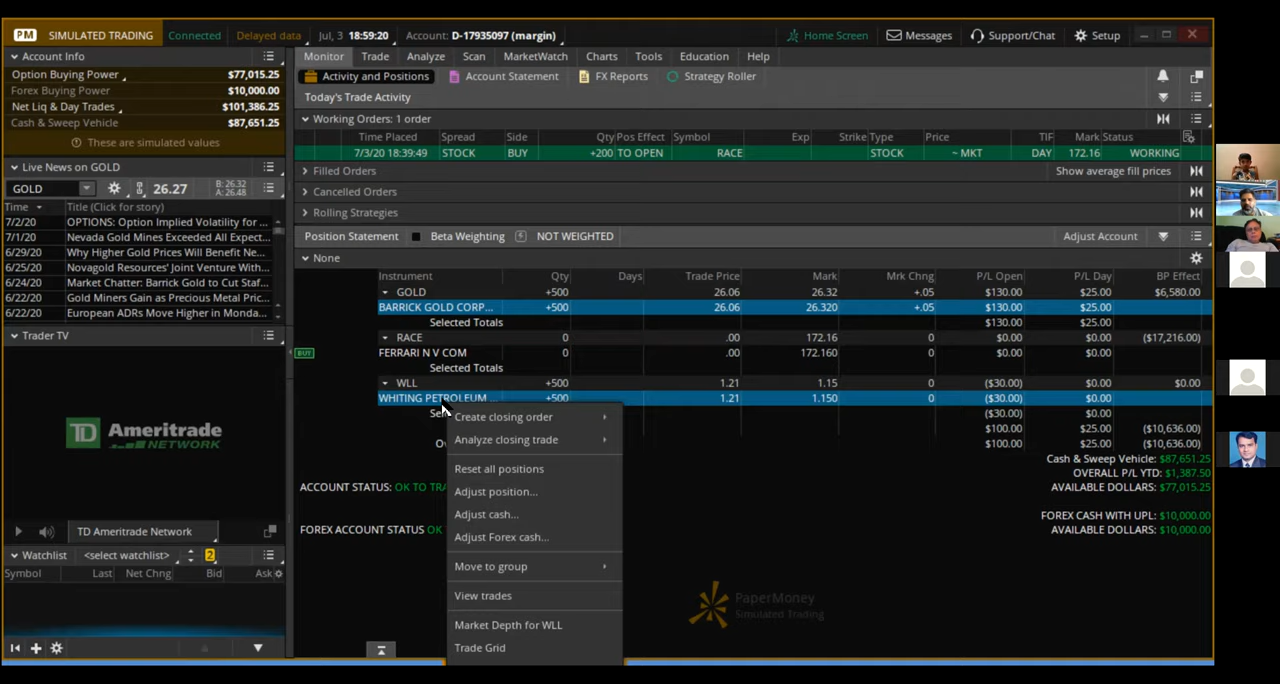 PM SIMULATED TRADING Connected Delayed data Jul, 3 18:59:20 Account: D-17935097 (margin) Home Screen Messages Support/Chat Setup
Account Info
Option Buying Power $77,015.25
Forex Buying Power $10,000.00
Net Liq & Day Trades $101,386.25
Cash & Sweep Vehicle $87,651.25
These are simulated values
Live News on GOLD
GOLD 26.27 B: 26.32 A: 26.48
Time Title (Click for story)
7/2/20 OPTIONS: Option Implied Volatility for ...
7/1/20 Nevada Gold Mines Exceeded All Expect...
6/29/20 Why Higher Gold Prices Will Benefit Ne...
6/25/20 Novagold Resources' Joint Venture With...
6/24/20 Market Chatter: Barrick Gold to Cut Staf...
6/22/20 Gold Miners Gain as Precious Metal Pric...
6/22/20 European ADRs Move Higher in Monda...
Trader TV
TD Ameritrade
NETWORK
TD Ameritrade Network
Watchlist <select watchlist> 2
Symbol Last Net Chng Bid Ask
Monitor Trade Analyze Scan MarketWatch Charts Tools Education Help
Activity and Positions Account Statement FX Reports Strategy Roller
Today's Trade Activity
Working Orders: 1 order
Time Placed Spread Side Qty Pos Effect Symbol Exp Strike Type Price TIF Mark Status
7/3/20 18:39:49 STOCK BUY +200 TO OPEN RACE STOCK ~ MKT DAY 172.16 WORKING
Filled Orders Show average fill prices
Cancelled Orders
Rolling Strategies
Position Statement Beta Weighting NOT WEIGHTED Adjust Account
None
Instrument Qty Days Trade Price Mark Mrk Chng P/L Open P/L Day BP Effect
GOLD +500 26.06 26.32 +.05 $130.00 $25.00 $6,580.00
BARRICK GOLD CORP... +500 26.06 26.320 +.05 $130.00 $25.00
Selected Totals $130.00 $25.00
RACE 0 .00 172.16 0 $0.00 $0.00 ($17,216.00)
BUY FERRARI N V COM 0 .00 172.160 0 $0.00 $0.00
Selected Totals $0.00 $0.00
WLL +500 1.21 1.15 0 ($30.00) $0.00 $0.00
WHITING PETROLEUM ... +500 1.21 1.150 0 ($30.00) $0.00
($30.00) $0.00
$100.00 $25.00 ($10,636.00)
$100.00 $25.00 ($10,636.00)
Cash & Sweep Vehicle: $87,651.25
OVERALL P/L YTD: $1,387.50
ACCOUNT STATUS: OK TO TRA AVAILABLE DOLLARS: $77,015.25
FOREX CASH WITH UPL: $10,000.00
FOREX ACCOUNT STATUS OK AVAILABLE DOLLARS: $10,000.00
Create closing order
Analyze closing trade
Reset all positions
Adjust position...
Adjust cash...
Adjust Forex cash...
Move to group
View trades
Market Depth for WLL
Trade Grid
PaperMoney
Simulated Trading